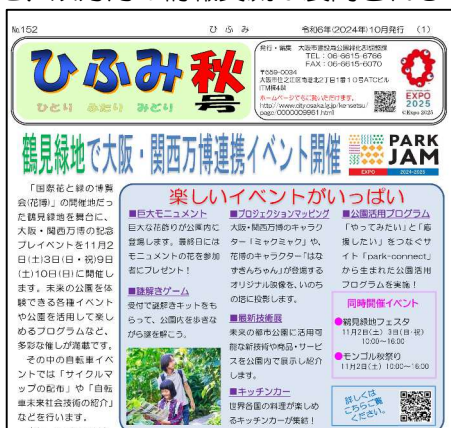 №152
ひふみ
令和6年(2024年)10月発行 (1)
ひふみ秋号
ひとり ふたり みどり
発行・編集 大阪市建設局公園緑化部調整課
TEL:06-6615-6766
FAX:06-6615-6070
〒559-0034
大阪市住之江区南港北2丁目1番10号ATCビル
ITM棟4階
ホームページでもご覧いただけます。
http://www.city.osaka.lg.jp/kensetsu/
page/0000009961.html
EXPO
2025
©Expo 2025
鶴見緑地で大阪・関西万博連携イベント開催
PARK
JAM
EXPO 2024-2025
「国際花と緑の博覧
会(花博)」の開催地だっ
た鶴見緑地を舞台に、
大阪・関西万博の記念
プレイベントを11月2
日(土)3日(日・祝)9日
(土)10日(日)に開催し
ます。未来の公園を体
験できる各種イベント
や公園を活用して楽し
めるプログラムなど、
多彩な催しが満載です。
その中の自転車イベ
ントでは「サイクルマ
ップの配布」や「自転
車未来社会技術の紹介」
などを行います。
楽しいイベントがいっぱい
■巨大モニュメント
巨大な花飾りが公園内に
登場します。最終日には
モニュメントの花を参加
者にプレゼント!
■謎解きゲーム
受付で謎解きキットをも
らって、公園内を歩きな
がら謎を解こう。
■プロジェクションマッピング
大阪・関西万博のキャラク
ター「ミャクミャク」や、
花博のキャラクター「はな
ずきんちゃん」が登場する
オリジナル映像を、いのち
の塔に投影します。
■最新技術展
未来の都市公園に活用可
能な新技術や商品・サービ
スを公園内で展示し紹介
します。
■キッチンカー
世界各国の料理が楽しめ
るキッチンカーが集結!
■公園活用プログラム
「やってみたい」と「応
援したい」をつなぐサ
イト「park-connect」
から生まれた公園活用
プログラムを実施!
同時開催イベント
●鶴見緑地フェスタ
11月2日(土) 3日(日・祝)
10:00~16:00
●モンゴル秋祭り
11月2日(土) 10:00~16:00
詳しくは
こちらご覧
ください。